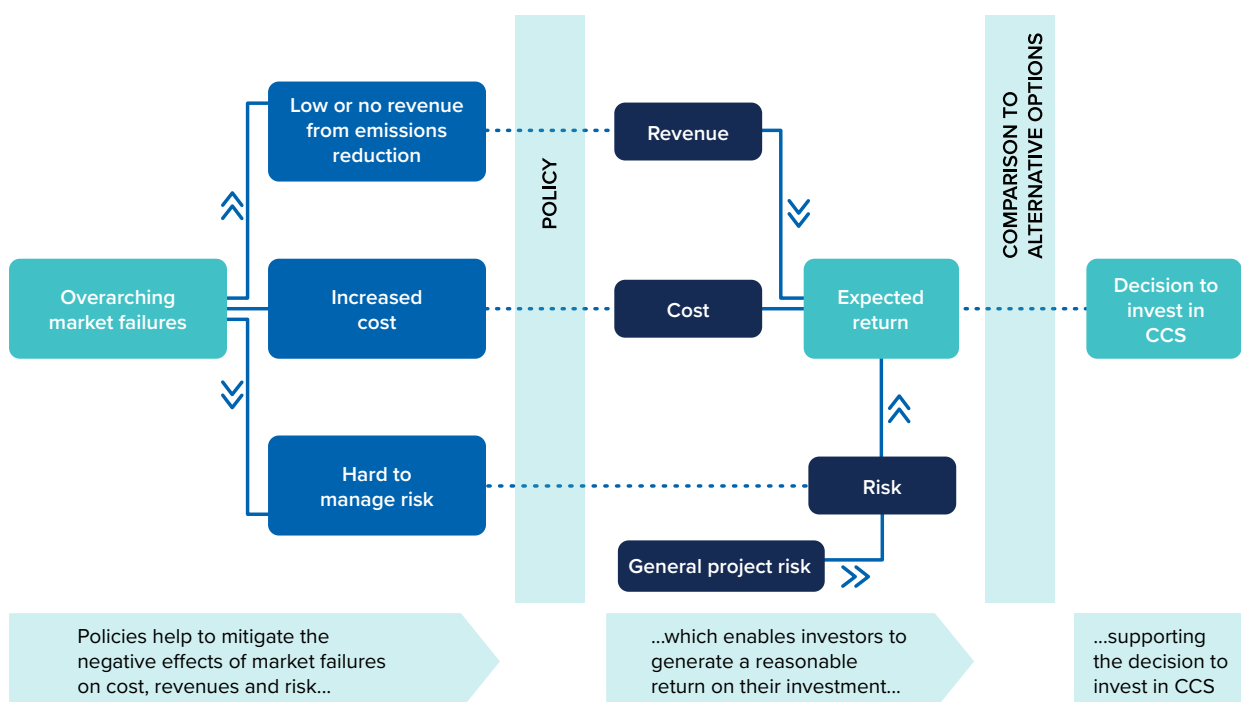 Low or no revenue
from emissions
reduction
Revenue
POLICY
COMPARISON TO
ALTERNATIVE OPTIONS
Overarching
market failures
Increased
cost
Cost
Expected
return
Decision to
invest in
CCS
Hard to
manage risk
Risk
General project risk
Policies help to mitigate the
negative effects of market failures
on cost, revenues and risk...
...which enables investors to
generate a reasonable
return on their investment...
...supporting
the decision to
invest in CCS